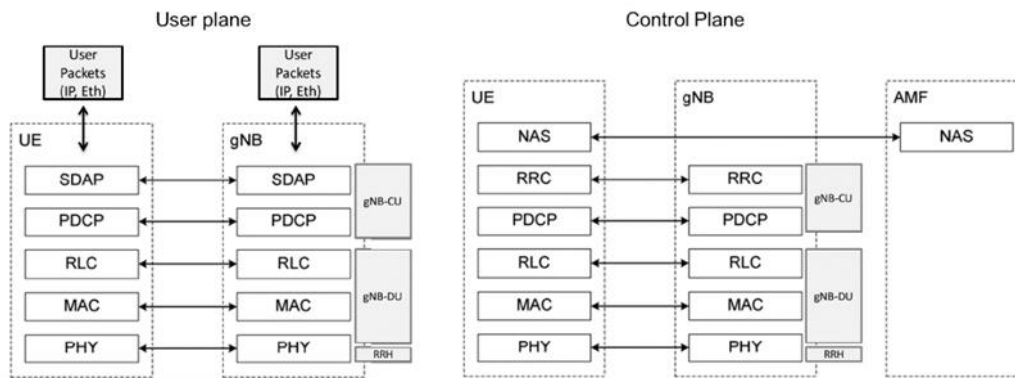 User plane
User
Packets
(IP, Eth)
User
Packets
(IP, Eth)
UE
gNB
SDAP
SDAP
PDCP
PDCP
RLC
RLC
MAC
MAC
PHY
PHY
gNB-CU
gNB-DU
RRH
Control Plane
UE
gNB
AMF
NAS
NAS
RRC
RRC
PDCP
PDCP
RLC
RLC
MAC
MAC
PHY
PHY
gNB-CU
gNB-DU
RRH